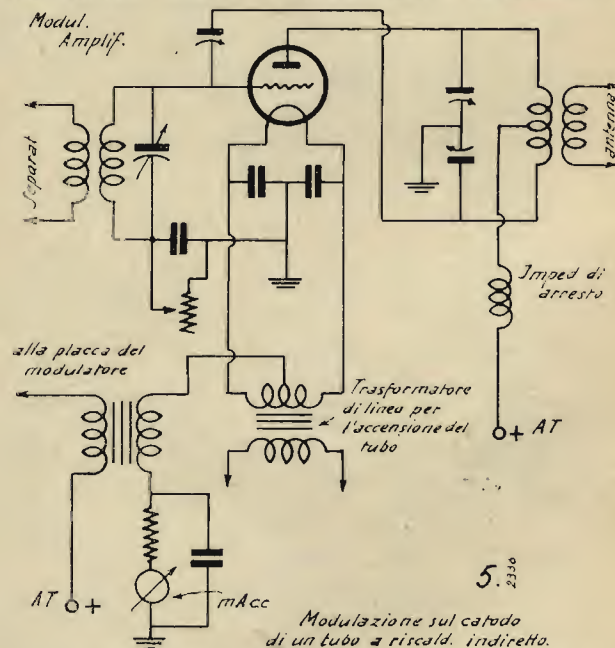 Modul.
Amplif.
Separat
antenna
Imped di
arresto
alla placca del
modulatore
Trasformatore
di linea per
l'accensione del
tubo
+ AT
AT +
mAcc
5. 2336
Modulazione sul catodo
di un tubo a riscald. indiretto.